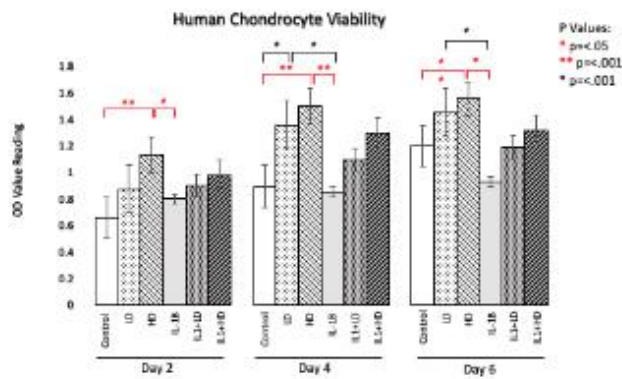 Human Chondrocyte Viability
P Values:
* p=<.05
** p=<.001
* p=<.001
* *
** *
* *
** **
*
* *
*
OD Value Reading
1.8
1.6
1.4
1.2
1
0.8
0.6
0.4
0.2
0
Control LD HD IL-1B IL1+LD IL1+HD
Control LD HD IL-1B IL1+LD IL1+HD
Control LD HD IL-1B IL1+LD IL1+HD
Day 2 Day 4 Day 6